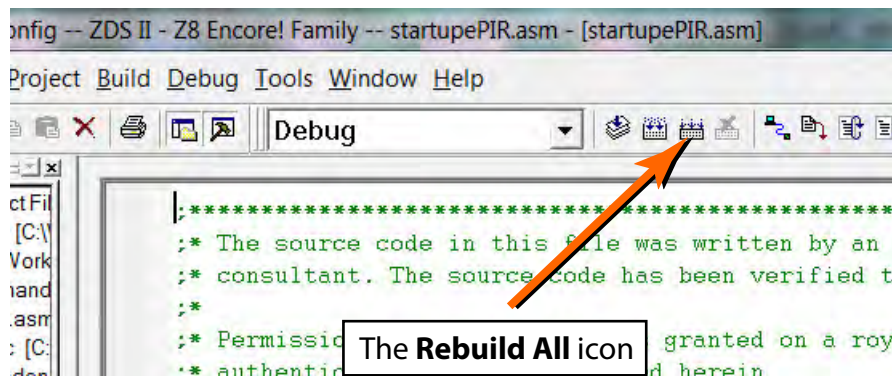 onfig -- ZDS II - Z8 Encore! Family -- startupePIR.asm - [startupePIR.asm]
Project Build Debug Tools Window Help
Debug
ct Fil
[C:\
Work
hand
.asm
c [C:
den
;**************************************************
;* The source code in this file was written by an
;* consultant. The source code has been verified t
;*
;* Permissic granted on a roy
;* authentic d herein
The Rebuild All icon